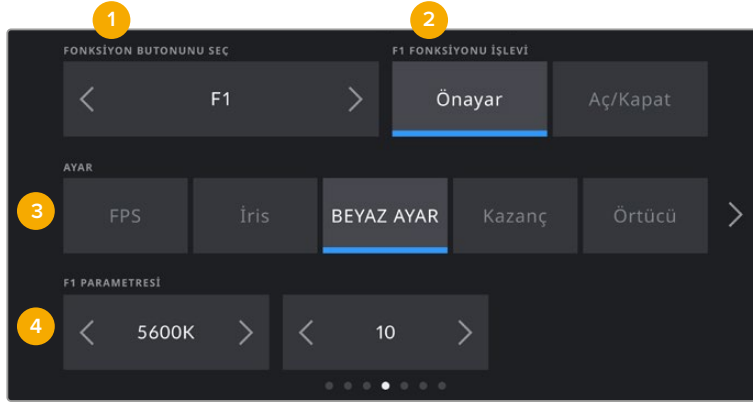 1
2
FONKSİYON BUTONUNU SEÇ
F1 FONKSİYONU İŞLEVİ
F1
Önayar
Aç/Kapat
AYAR
3
FPS
İris
BEYAZ AYAR
Kazanç
Örtücü
F1 PARAMETRESİ
4
5600K
10